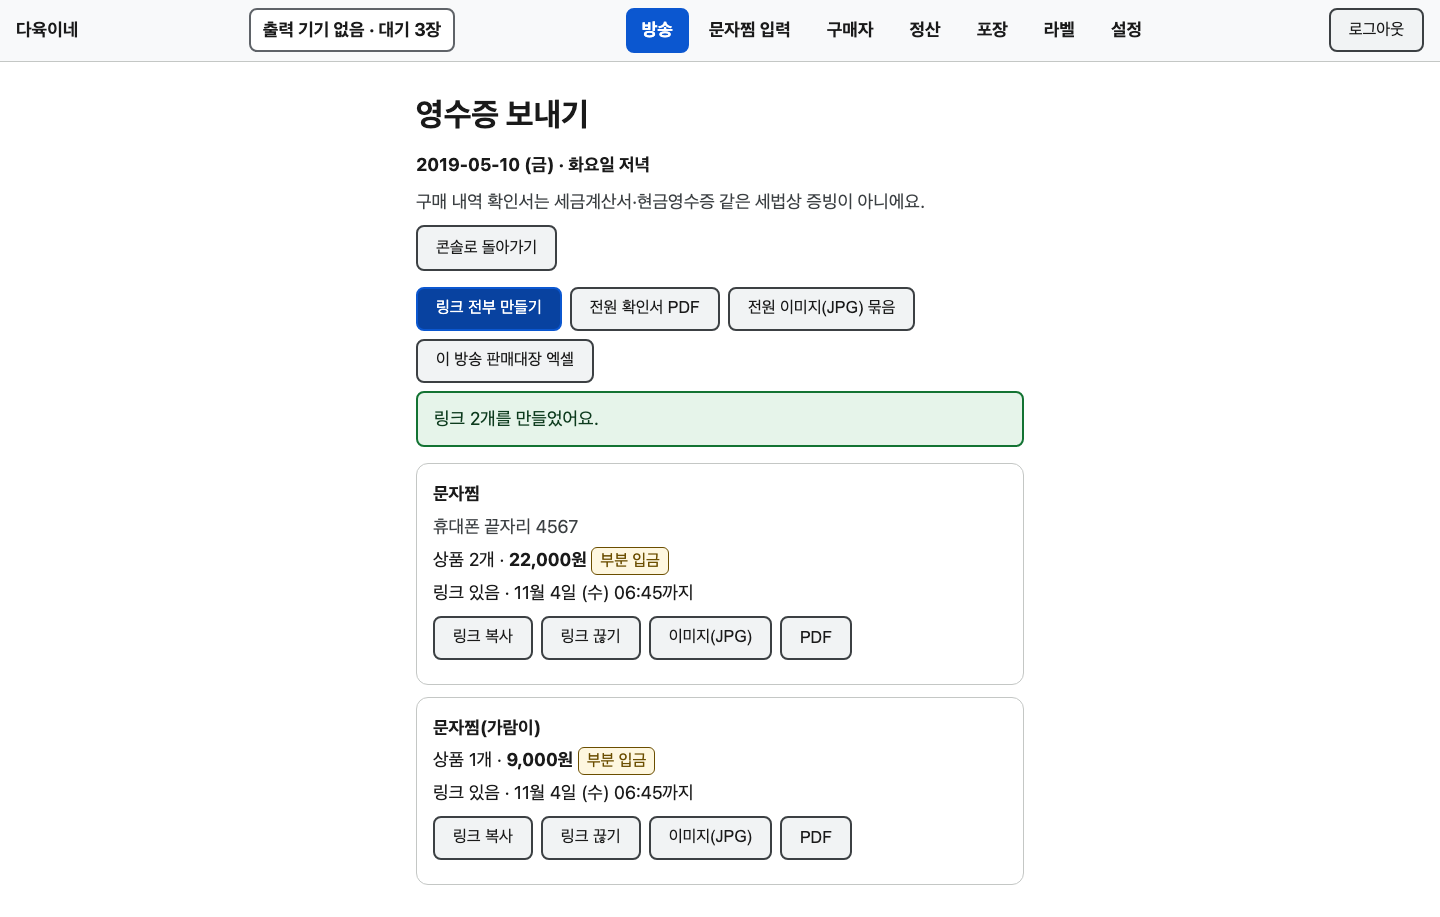 다육이네
출력 기기 없음 · 대기 3장
방송
문자찜 입력
구매자
정산
포장
라벨
설정
로그아웃
영수증 보내기
2019-05-10 (금) · 화요일 저녁
구매 내역 확인서는 세금계산서·현금영수증 같은 세법상 증빙이 아니에요.
콘솔로 돌아가기
링크 전부 만들기
전원 확인서 PDF
전원 이미지(JPG) 묶음
이 방송 판매대장 엑셀
링크 2개를 만들었어요.
문자찜
휴대폰 끝자리 4567
상품 2개 · 22,000원 부분 입금
링크 있음 · 11월 4일 (수) 06:45까지
링크 복사
링크 끊기
이미지(JPG)
PDF
문자찜(가람이)
상품 1개 · 9,000원 부분 입금
링크 있음 · 11월 4일 (수) 06:45까지
링크 복사
링크 끊기
이미지(JPG)
PDF